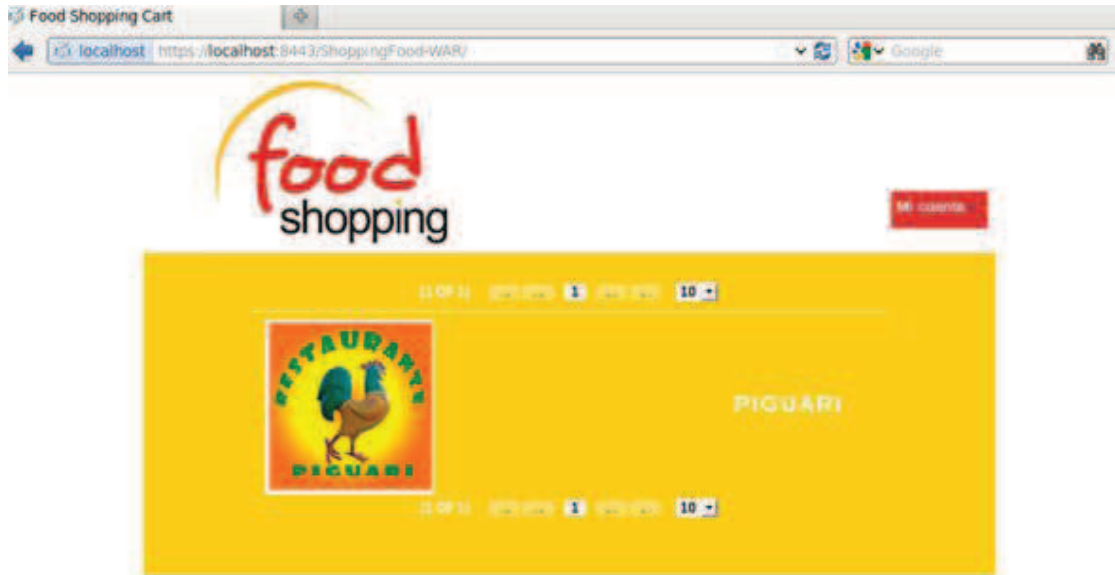 Food Shopping Cart
localhost https://localhost:8443/ShoppingFood-WAR/ Google
food
shopping
Mi cuenta
(1 OF 1) 1 10
RESTAURANTE
PIGUARI
PIGUARI
(1 OF 1) 1 10